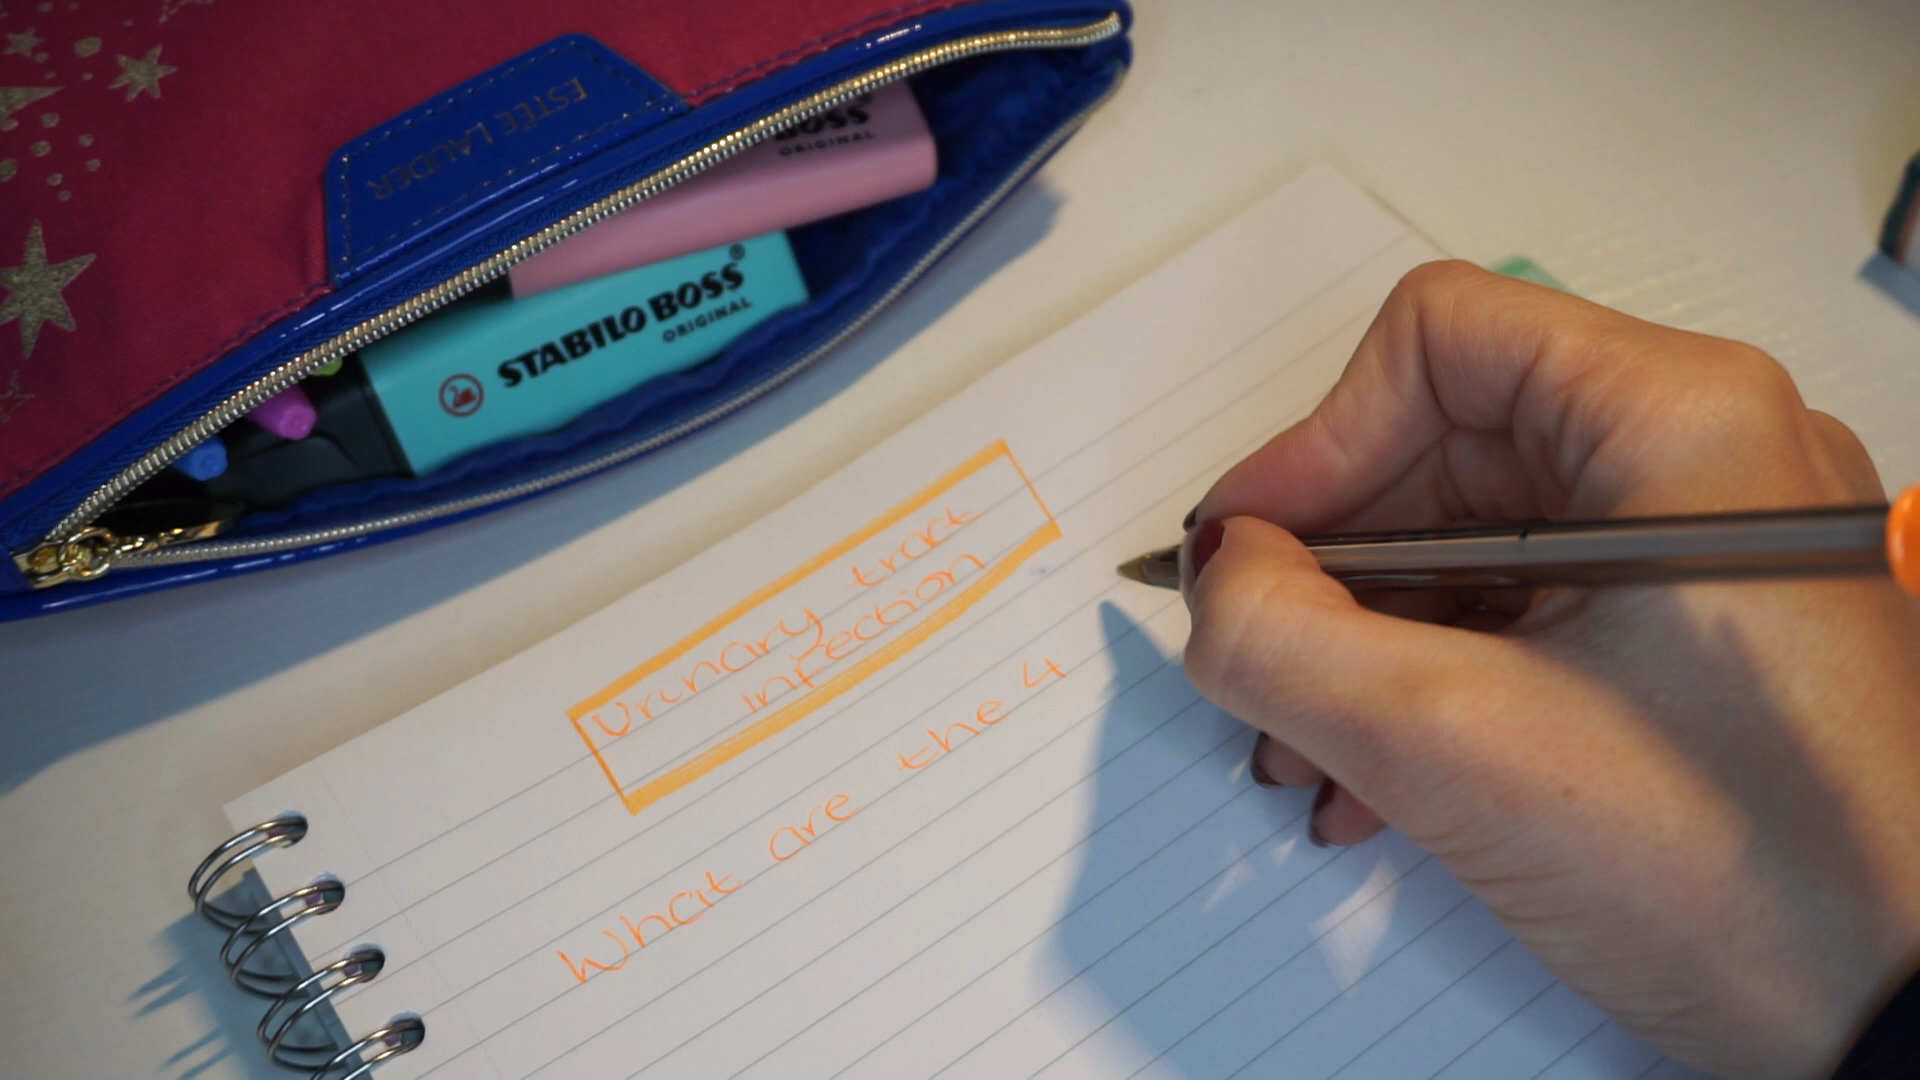 ESTĒE LAUDER
BOSS
ORIGINAL
STABILO BOSS®
ORIGINAL
Urinary tract
infection
What are the 4